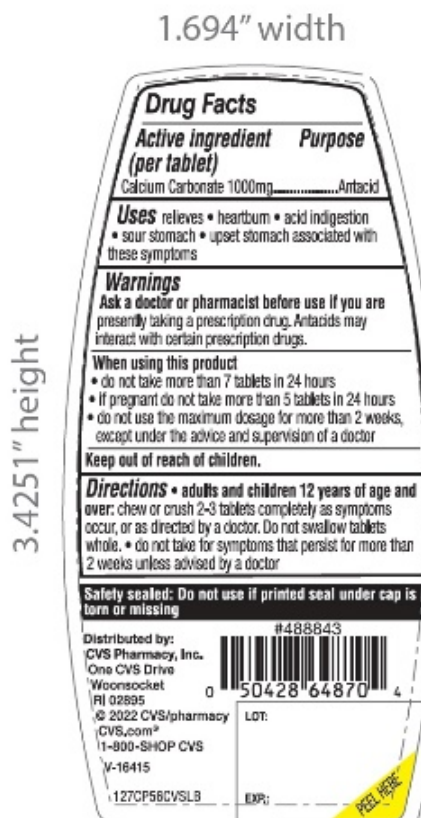 1.694” width
3.4251” height
Drug Facts
Active ingredient Purpose
(per tablet)
Calcium Carbonate 1000mg....................Antacid
Uses relieves • heartburn • acid indigestion
• sour stomach • upset stomach associated with
these symptoms
Warnings
Ask a doctor or pharmacist before use if you are
presently taking a prescription drug. Antacids may
interact with certain prescription drugs.
When using this product
• do not take more than 7 tablets in 24 hours
• if pregnant do not take more than 5 tablets in 24 hours
• do not use the maximum dosage for more than 2 weeks,
except under the advice and supervision of a doctor
Keep out of reach of children.
Directions • adults and children 12 years of age and
over: chew or crush 2-3 tablets completely as symptoms
occur, or as directed by a doctor. Do not swallow tablets
whole. • do not take for symptoms that persist for more than
2 weeks unless advised by a doctor
Safety sealed: Do not use if printed seal under cap is
torn or missing
Distributed by:
CVS Pharmacy, Inc.
One CVS Drive
Woonsocket
RI 02895
© 2022 CVS/pharmacy
CVS.com®
1-800-SHOP CVS
V-16415
127CP56CVSLB
#488843
0 50428 64870 4
LOT:
EXP.:
PEEL HERE